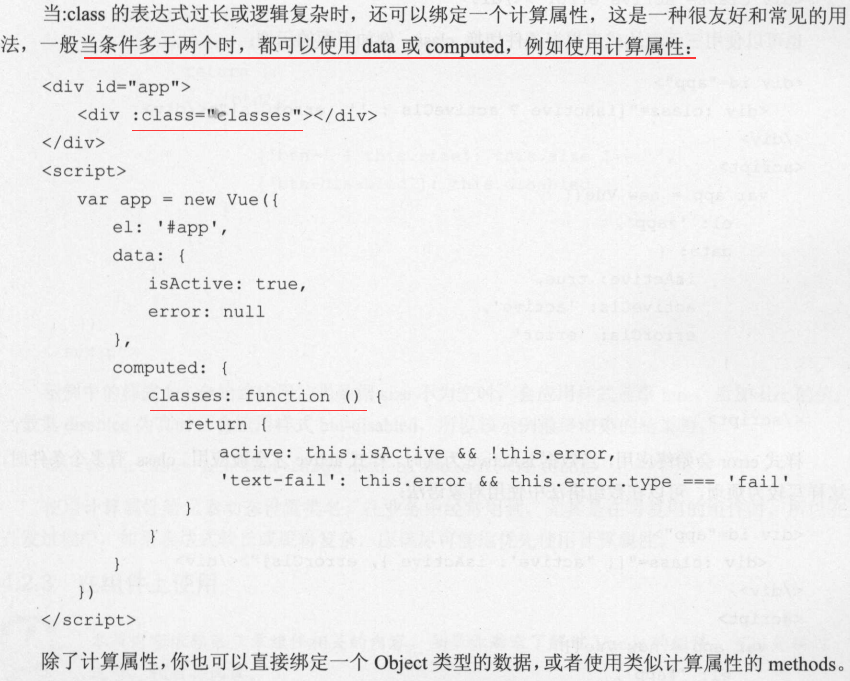 当:class 的表达式过长或逻辑复杂时，还可以绑定一个计算属性，这是一种很友好和常见的用
法，一般当条件多于两个时，都可以使用 data 或 computed，例如使用计算属性：
<div id="app">
<div :class="classes"></div>
</div>
<script>
var app = new Vue({
el: '#app',
data: {
isActive: true,
error: null
},
computed: {
classes: function () {
return {
active: this.isActive && !this.error,
'text-fail': this.error && this.error.type === 'fail'
}
}
}
})
</script>
除了计算属性，你也可以直接绑定一个 Object 类型的数据，或者使用类似计算属性的 methods。